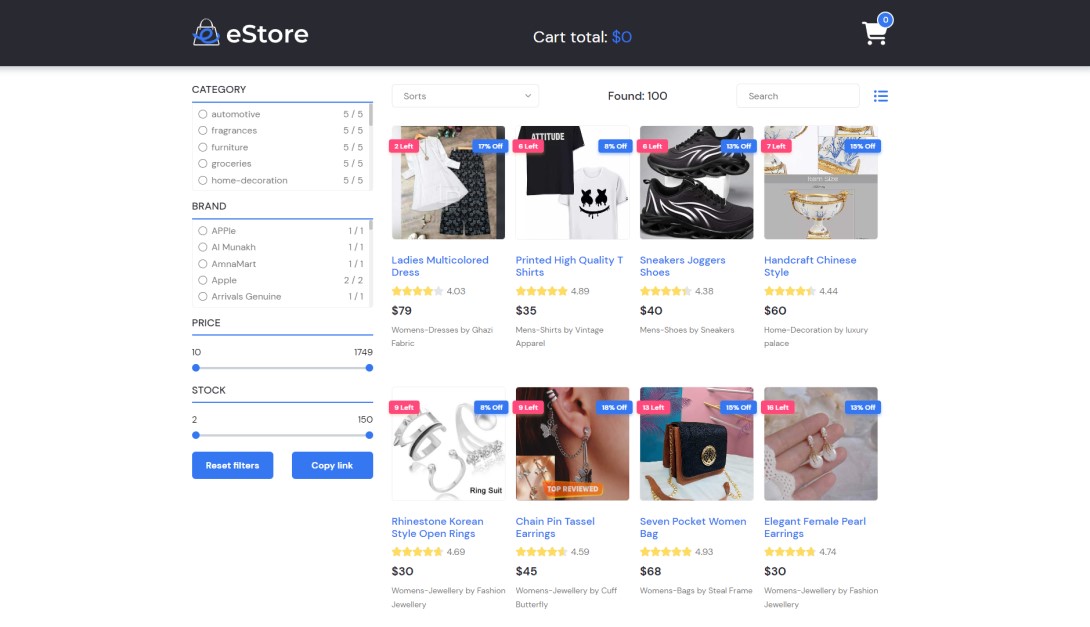 eStore
Cart total: $0
0
CATEGORY
automotive 5 / 5
fragrances 5 / 5
furniture 5 / 5
groceries 5 / 5
home-decoration 5 / 5
BRAND
APPle 1 / 1
Al Munakh 1 / 1
AmnaMart 1 / 1
Apple 2 / 2
Arrivals Genuine 1 / 1
PRICE
10 1749
STOCK
2 150
Reset filters Copy link
Sorts
Found: 100
Search
2 Left 17% Off
Ladies Multicolored
Dress
4.03
$79
Womens-Dresses by Ghazi
Fabric
ATTITUDE
6 Left 8% Off
Printed High Quality T
Shirts
4.89
$35
Mens-Shirts by Vintage
Apparel
6 Left 13% Off
Sneakers Joggers
Shoes
4.38
$40
Mens-Shoes by Sneakers
7 Left 15% Off
Item Size
Handcraft Chinese
Style
4.44
$60
Home-Decoration by luxury
palace
9 Left 8% Off
Ring Suit
Rhinestone Korean
Style Open Rings
4.69
$30
Womens-Jewellery by Fashion
Jewellery
9 Left 18% Off
TOP REVIEWED
Chain Pin Tassel
Earrings
4.59
$45
Womens-Jewellery by Cuff
Butterfly
13 Left 15% Off
Seven Pocket Women
Bag
4.93
$68
Womens-Bags by Steal Frame
16 Left 13% Off
Elegant Female Pearl
Earrings
4.74
$30
Womens-Jewellery by Fashion
Jewellery